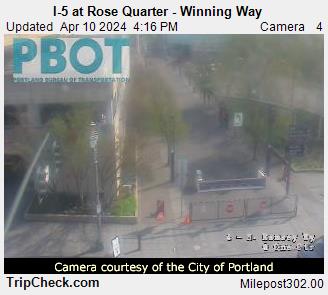 I-5 at Rose Quarter - Winning Way
Updated Apr 10 2024 4:16 PM Camera 4
PBOT
PORTLAND BUREAU OF TRANSPORTATION
Camera courtesy of the City of Portland
TripCheck.com Milepost302.00